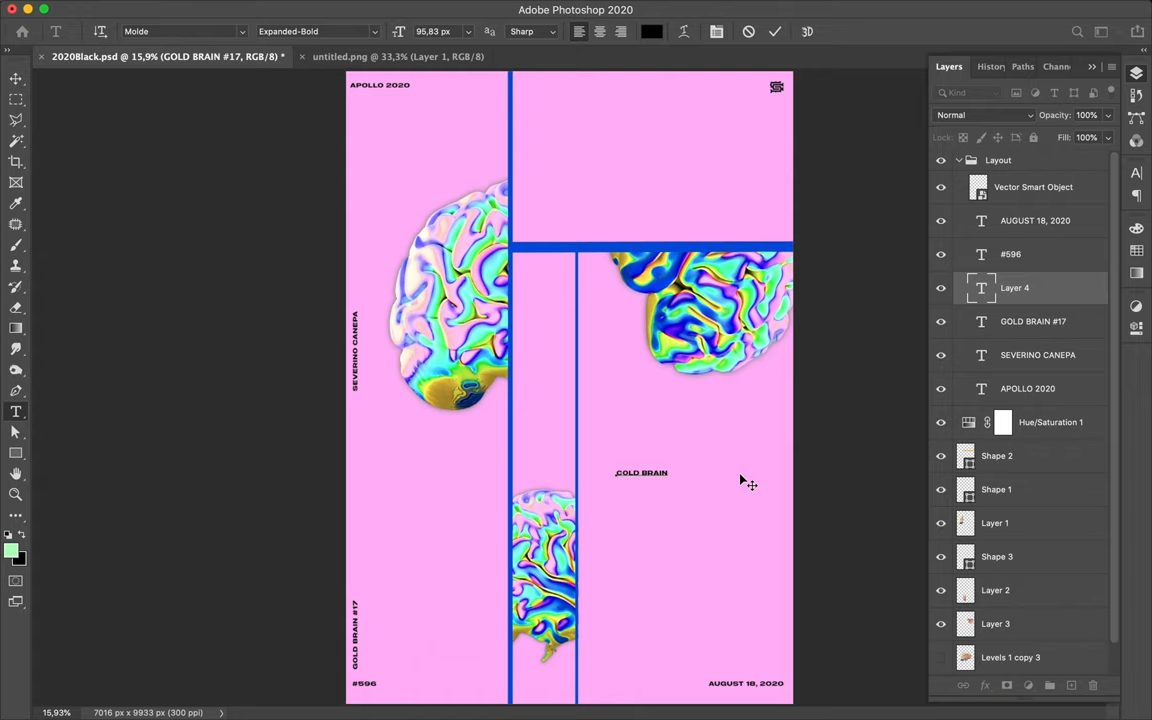 Adobe Photoshop 2020
Molde
Expanded-Bold
95,83 px
Sharp
3D
2020Black.psd @ 15,9% (GOLD BRAIN #17, RGB/8) *
untitled.png @ 33,3% (Layer 1, RGB/8)
Layers
History
Paths
Chann
Kind
Normal
Opacity: 100%
Lock:
Fill: 100%
Layout
Vector Smart Object
AUGUST 18, 2020
#596
Layer 4
GOLD BRAIN #17
SEVERINO CANEPA
APOLLO 2020
Hue/Saturation 1
Shape 2
Shape 1
Layer 1
Shape 3
Layer 2
Layer 3
Levels 1 copy 3
APOLLO 2020
SEVERINO CANEPA
GOLD BRAIN
GOLD BRAIN #17
#596
AUGUST 18, 2020
15,93%
7016 px x 9933 px (300 ppi)